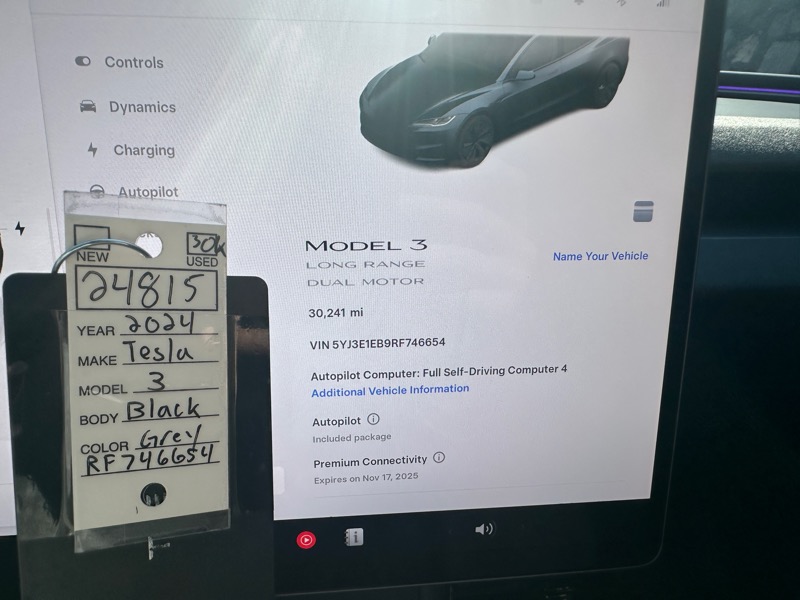 Controls
Dynamics
Charging
Autopilot
MODEL 3
LONG RANGE
DUAL MOTOR
Name Your Vehicle
30,241 mi
VIN 5YJ3E1EB9RF746654
Autopilot Computer: Full Self-Driving Computer 4
Additional Vehicle Information
Autopilot
Included package
Premium Connectivity
Expires on Nov 17, 2025
30k
NEW USED
24815
YEAR 2024
MAKE Tesla
MODEL 3
BODY Black
COLOR Grey
RF746654